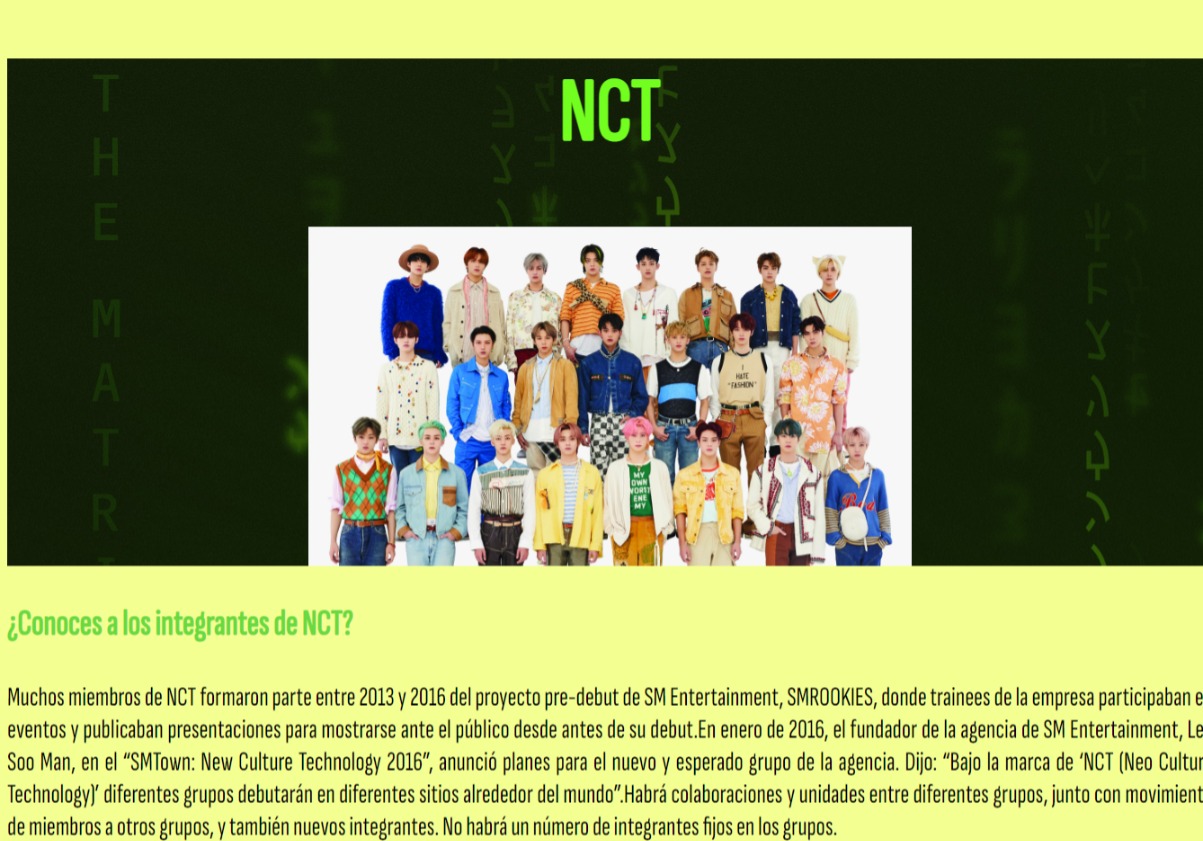 NCT
THE MATR
I HATE "FASHION"
MY OWN WORST ENE MY
¿Conoces a los integrantes de NCT?
Muchos miembros de NCT formaron parte entre 2013 y 2016 del proyecto pre-debut de SM Entertainment, SMROOKIES, donde trainees de la empresa participaban e
eventos y publicaban presentaciones para mostrarse ante el público desde antes de su debut.En enero de 2016, el fundador de la agencia de SM Entertainment, Le
Soo Man, en el “SMTown: New Culture Technology 2016”, anunció planes para el nuevo y esperado grupo de la agencia. Dijo: “Bajo la marca de ‘NCT (Neo Cultur
Technology)’ diferentes grupos debutarán en diferentes sitios alrededor del mundo”.Habrá colaboraciones y unidades entre diferentes grupos, junto con movimient
de miembros a otros grupos, y también nuevos integrantes. No habrá un número de integrantes fijos en los grupos.